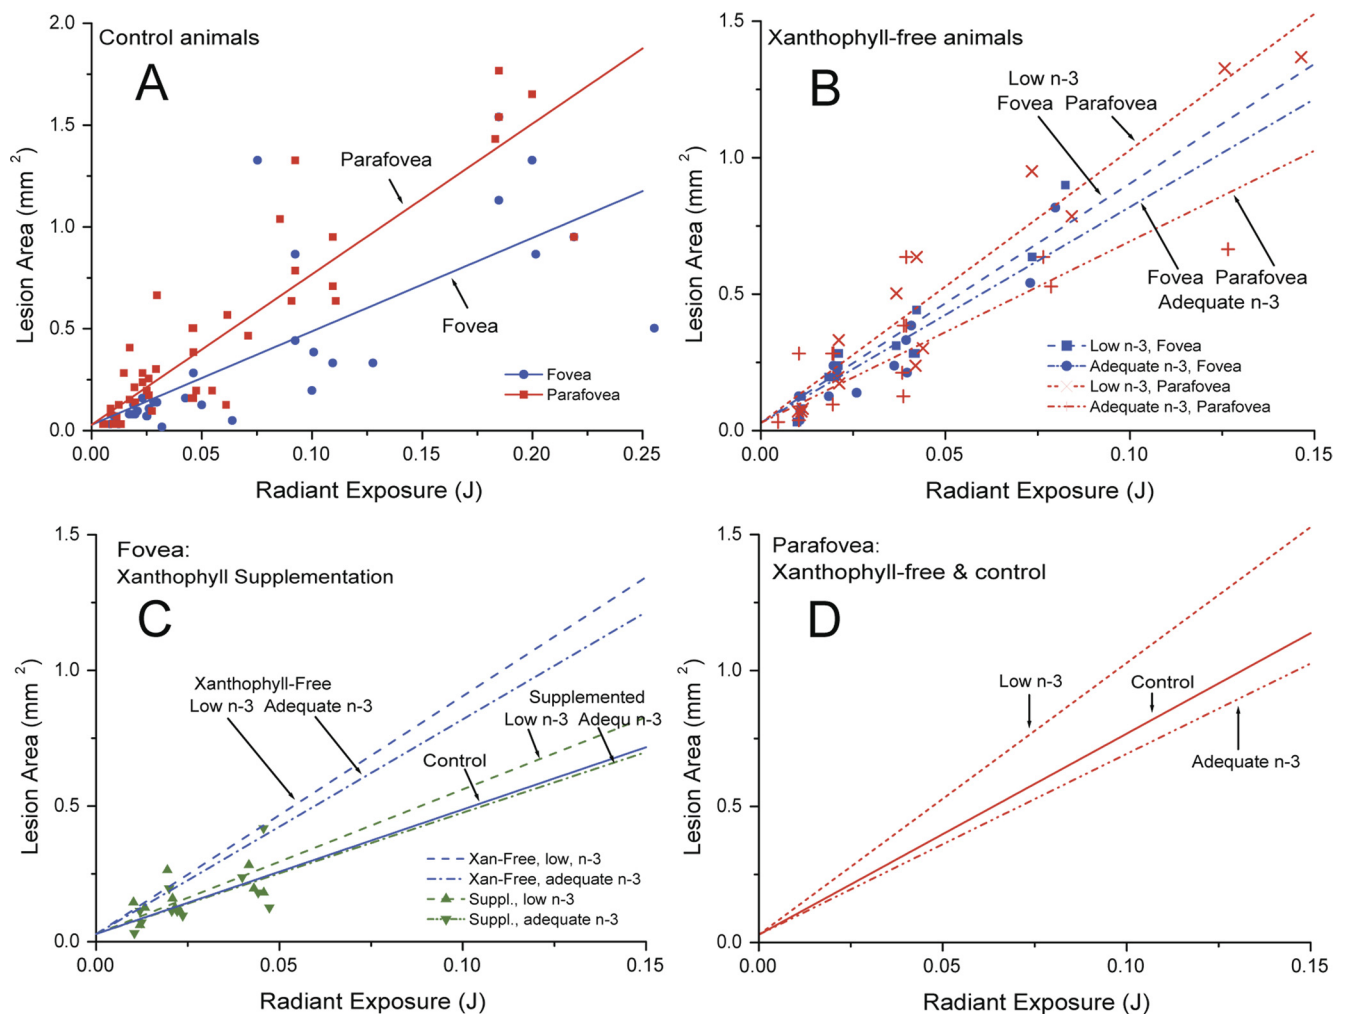 Control animals
A
Parafovea
Fovea
Fovea
Parafovea
2.0
1.5
1.0
0.5
0.0
0.00 0.05 0.10 0.15 0.20 0.25
Lesion Area (mm 2)
Radiant Exposure (J)
Xanthophyll-free animals
B
Low n-3
Fovea Parafovea
Fovea Parafovea
Adequate n-3
Low n-3, Fovea
Adequate n-3, Fovea
Low n-3, Parafovea
Adequate n-3, Parafovea
1.5
1.0
0.5
0.0
0.00 0.05 0.10 0.15
Lesion Area (mm 2)
Radiant Exposure (J)
Fovea:
Xanthophyll Supplementation
C
Xanthophyll-Free
Low n-3 Adequate n-3
Supplemented
Low n-3 Adequ n-3
Control
Xan-Free, low, n-3
Xan-Free, adequate n-3
Suppl., low n-3
Suppl., adequate n-3
1.5
1.0
0.5
0.0
0.00 0.05 0.10 0.15
Lesion Area (mm 2)
Radiant Exposure (J)
Parafovea:
Xanthophyll-free & control
D
Low n-3
Control
Adequate n-3
1.5
1.0
0.5
0.0
0.00 0.05 0.10 0.15
Lesion Area (mm 2)
Radiant Exposure (J)